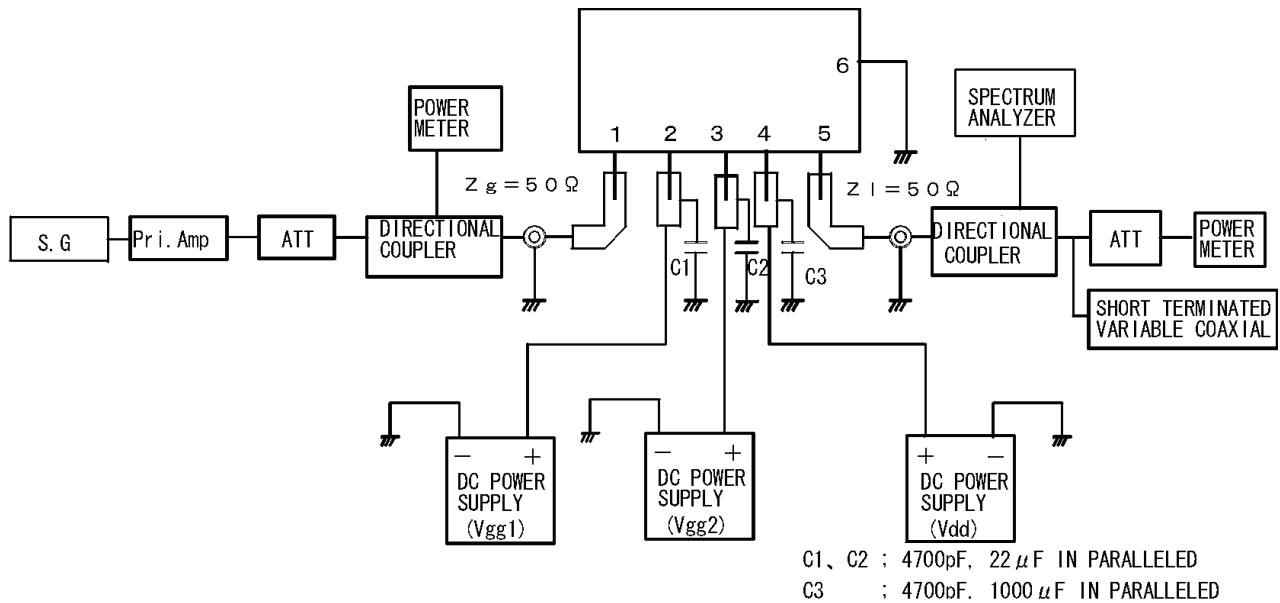 6
POWER
METER
SPECTRUM
ANALYZER
1 2 3 4 5
Zg=50Ω
Zl=50Ω
S.G
Pri.Amp
ATT
DIRECTIONAL
COUPLER
DIRECTIONAL
COUPLER
ATT
POWER
METER
C1
C2
C3
SHORT TERMINATED
VARIABLE COAXIAL
− +
DC POWER
SUPPLY
(Vgg1)
− +
DC POWER
SUPPLY
(Vgg2)
+ −
DC POWER
SUPPLY
(Vdd)
C1、C2 ; 4700pF, 22μF IN PARALLELED
C3 ; 4700pF, 1000μF IN PARALLELED